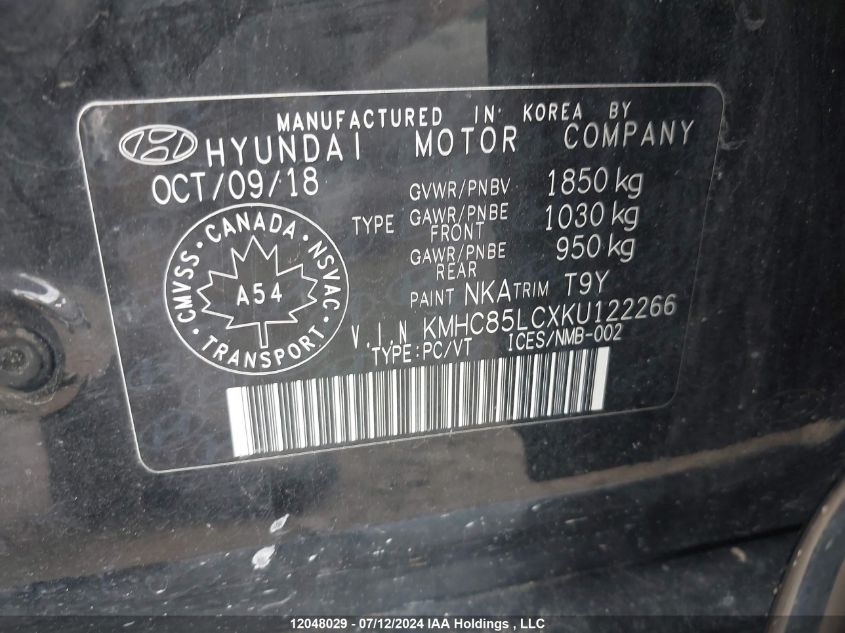 MANUFACTURED IN KOREA BY
HYUNDAI MOTOR COMPANY
OCT/09/18
GVWR/PNBV 1850 kg
TYPE GAWR/PNBE FRONT 1030 kg
GAWR/PNBE REAR 950 kg
PAINT NKA TRIM T9Y
V.I.N KMHC85LCXKU122266
TYPE:PC/VT ICES/NMB-002
CMVSS · CANADA · NSVAC
A54
· TRANSPORT ·
12048029 - 07/12/2024 IAA Holdings , LLC